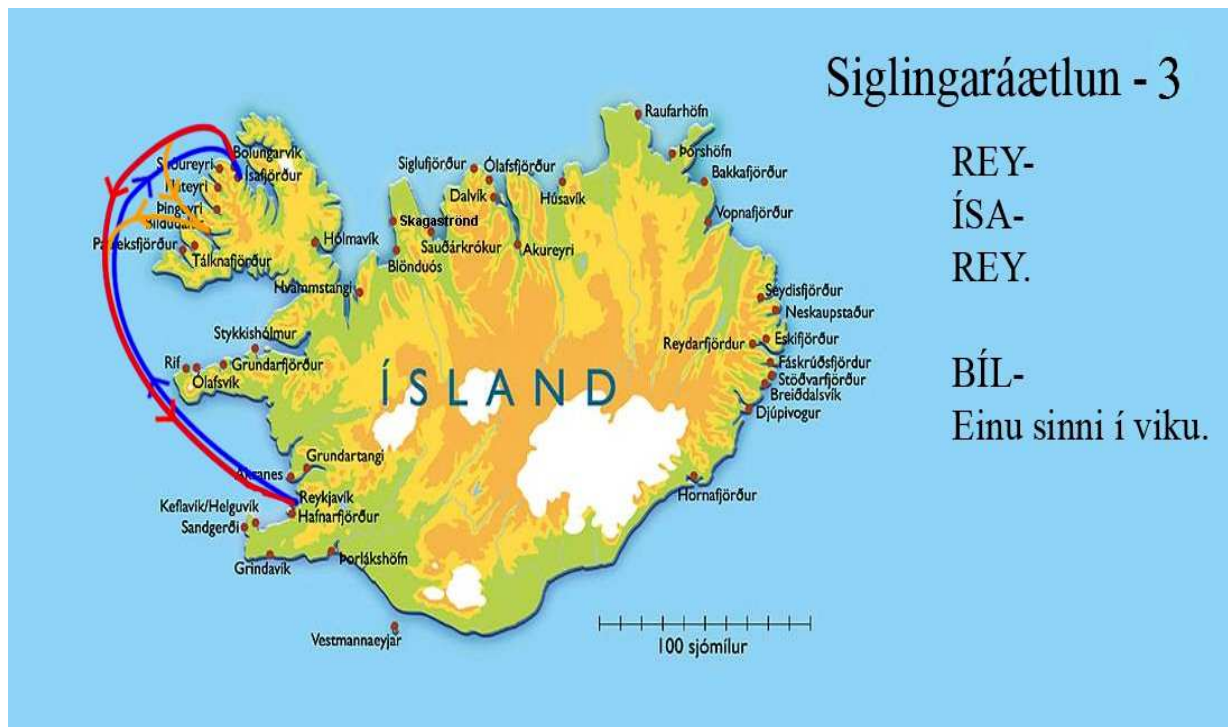 Siglingaráætlun - 3
REY-
ÍSA-
REY.
BÍL-
Einu sinni í viku.
Raufarhöfn
Þórshöfn
Bakkafjörður
Vopnafjörður
Siglufjörður
Ólafsfjörður
Dalvík
Húsavík
Bolungarvík
Ísafjörður
Þingeyri
Tálknafjörður
Hólmavík
Skagaströnd
Sauðárkrókur
Akureyri
Blönduós
Hvammstangi
Seydisfjörður
Neskaupstaður
Eskifjörður
Reydarfjördur
Fáskrúðsfjördur
Stöðvarfjörður
Breiðdalsvík
Djúpivogur
Stykkishólmur
Rif
Grundarfjörður
Ólafsvík
ÍSLAND
Grundartangi
Akranes
Hornafjörður
Reykjavík
Keflavík/Helguvík
Hafnarfjörður
Sandgerði
Grindavík
Þorlákshöfn
Vestmannaeyjar
100 sjómílur